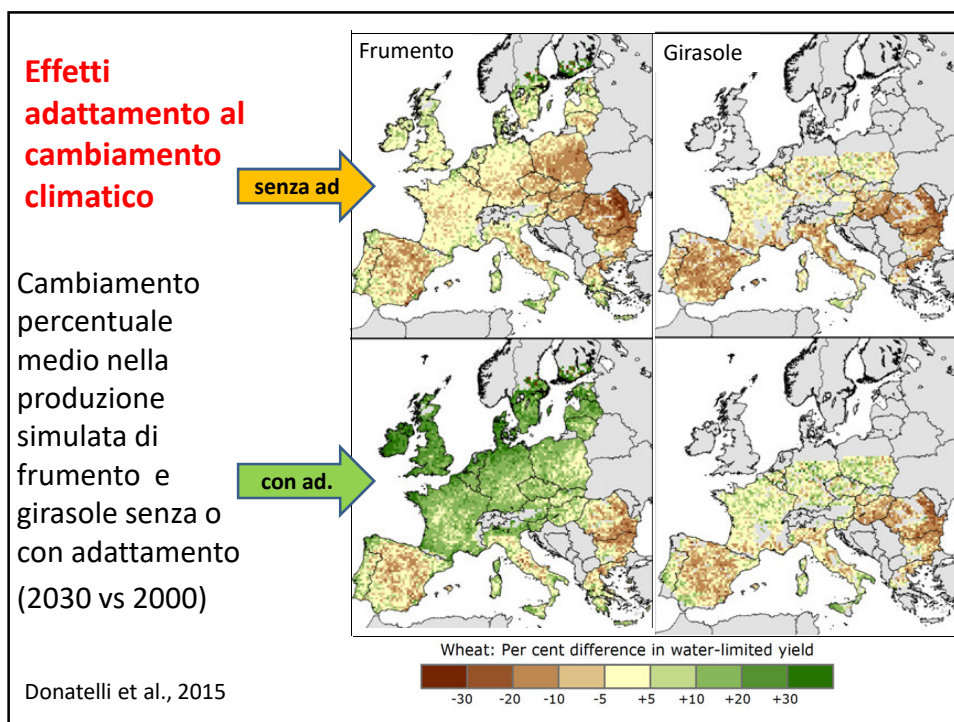 Effetti
adattamento al
cambiamento
climatico
senza ad
Cambiamento
percentuale
medio nella
produzione
simulata di
frumento e
girasole senza o
con adattamento
(2030 vs 2000)
con ad.
Donatelli et al., 2015
Frumento
Girasole
Wheat: Per cent difference in water-limited yield
-30 -20 -10 -5 +5 +10 +20 +30